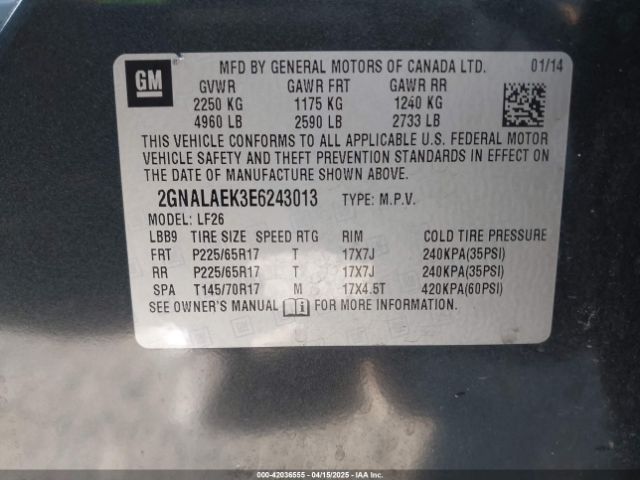 GM
MFD BY GENERAL MOTORS OF CANADA LTD. 01/14
GVWR GAWR FRT GAWR RR
2250 KG 1175 KG 1240 KG
4960 LB 2590 LB 2733 LB
THIS VEHICLE CONFORMS TO ALL APPLICABLE U.S. FEDERAL MOTOR
VEHICLE SAFETY AND THEFT PREVENTION STANDARDS IN EFFECT ON
THE DATE OF MANUFACTURE SHOWN ABOVE.
2GNALAEK3E6243013 TYPE: M.P.V.
MODEL: LF26
LBB9 TIRE SIZE SPEED RTG RIM COLD TIRE PRESSURE
FRT P225/65R17 T 17X7J 240KPA(35PSI)
RR P225/65R17 T 17X7J 240KPA(35PSI)
SPA T145/70R17 M 17X4.5T 420KPA(60PSI)
SEE OWNER'S MANUAL FOR MORE INFORMATION.
000-42036555 - 04/15/2025 - IAA, Inc.